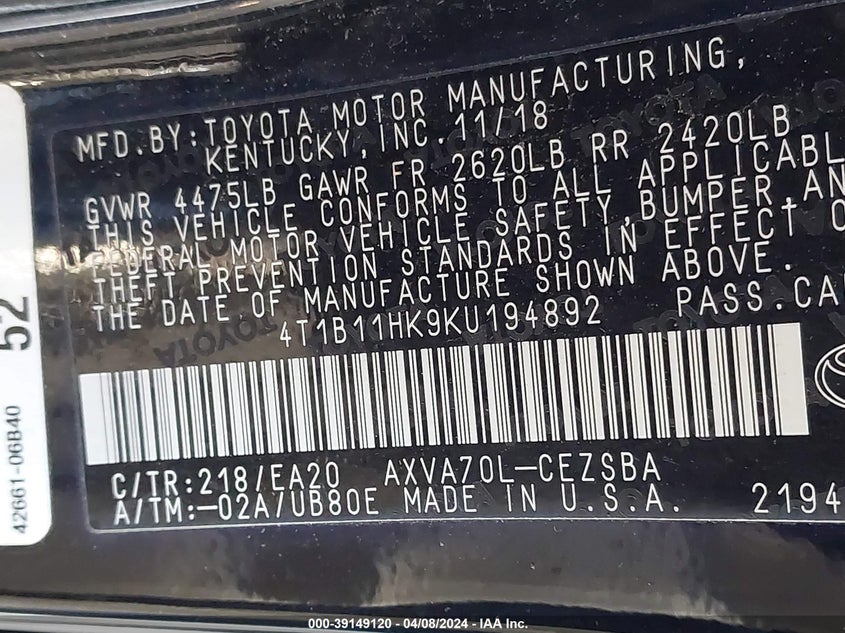 MFD.BY:TOYOTA MOTOR MANUFACTURING,
KENTUCKY,INC.11/18
GVWR 4475LB GAWR FR 2620LB RR 2420LB
THIS VEHICLE CONFORMS TO ALL APPLICABL
FEDERAL MOTOR VEHICLE SAFETY,BUMPER,AN
THEFT PREVENTION STANDARDS IN EFFECT O
THE DATE OF MANUFACTURE SHOWN ABOVE.
4T1B11HK9KU194892 PASS.CA
C/TR:218/EA20 AXVA70L-CEZSBA
A/TM:-02A/UB80E MADE IN U.S.A. 2194
52
42661-06B40
000-39149120 - 04/08/2024 - IAA Inc.